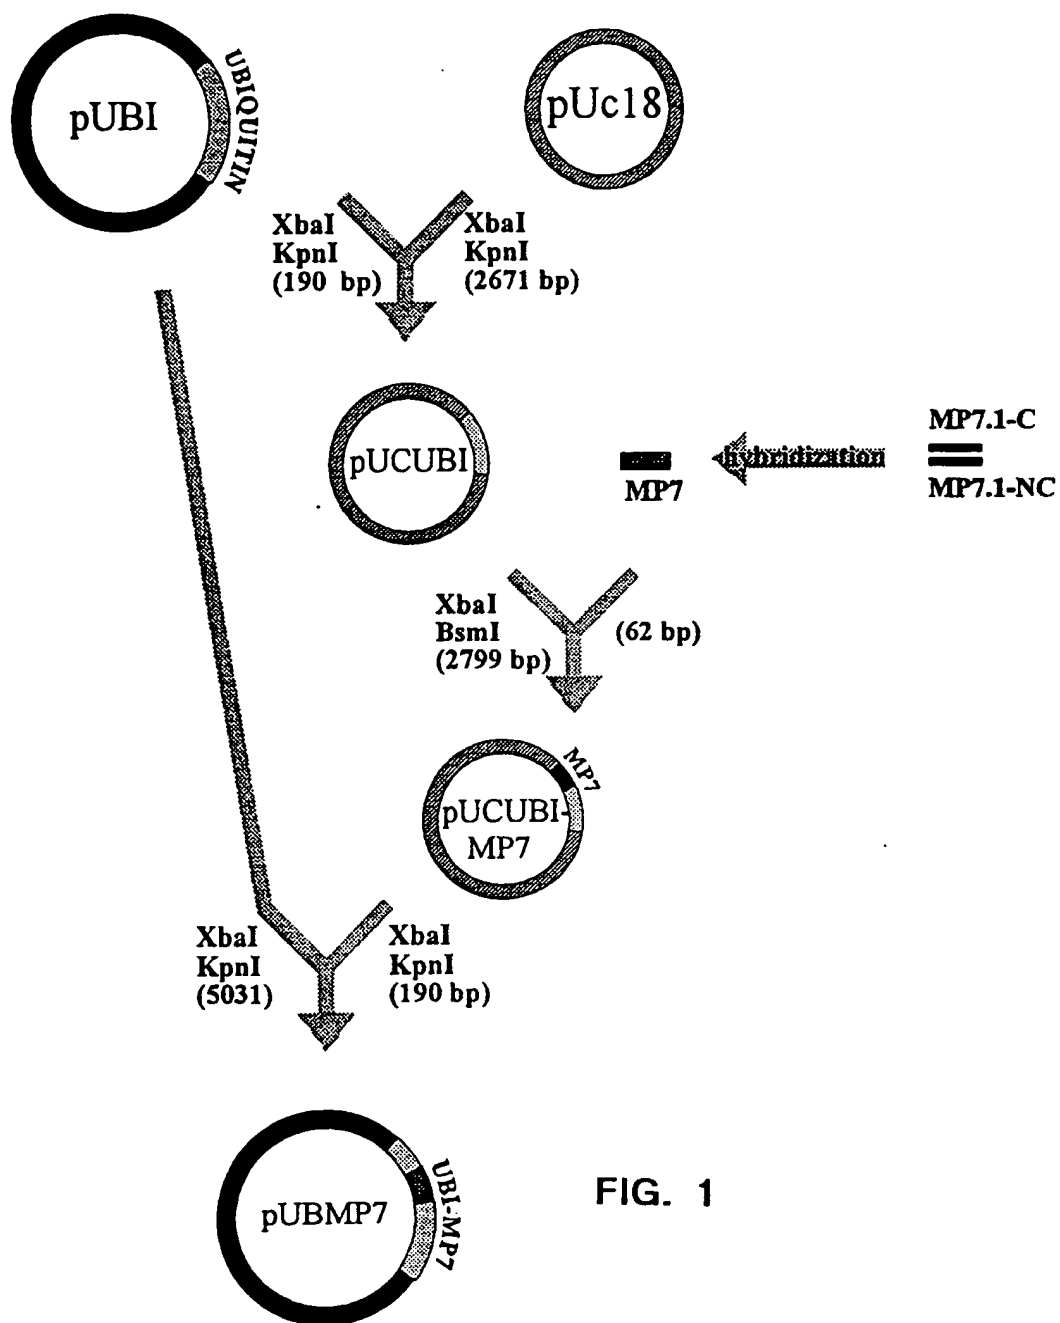 pUBI
UBIQUITIN
pUc18
XbaI
KpnI
(190 bp)
XbaI
KpnI
(2671 bp)
pUCUBI
MP7
hybridization
MP7.1-C
MP7.1-NC
XbaI
BsmI
(2799 bp)
(62 bp)
MP7
pUCUBI-
MP7
XbaI
KpnI
(5031)
XbaI
KpnI
(190 bp)
pUBMP7
UBI-MP7
FIG. 1